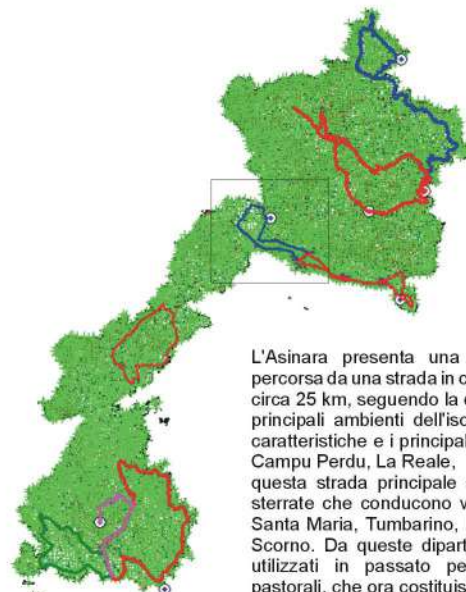 L'Asinara presenta una
percorsa da una strada in c
circa 25 km, seguendo la
principali ambienti dell'iso
caratteristiche e i principal
Campu Perdu, La Reale,
questa strada principale
sterrate che conducono v
Santa Maria, Tumbarino,
Scorno. Da queste dipart
utilizzati in passato pe
pastorali, che ora costituis